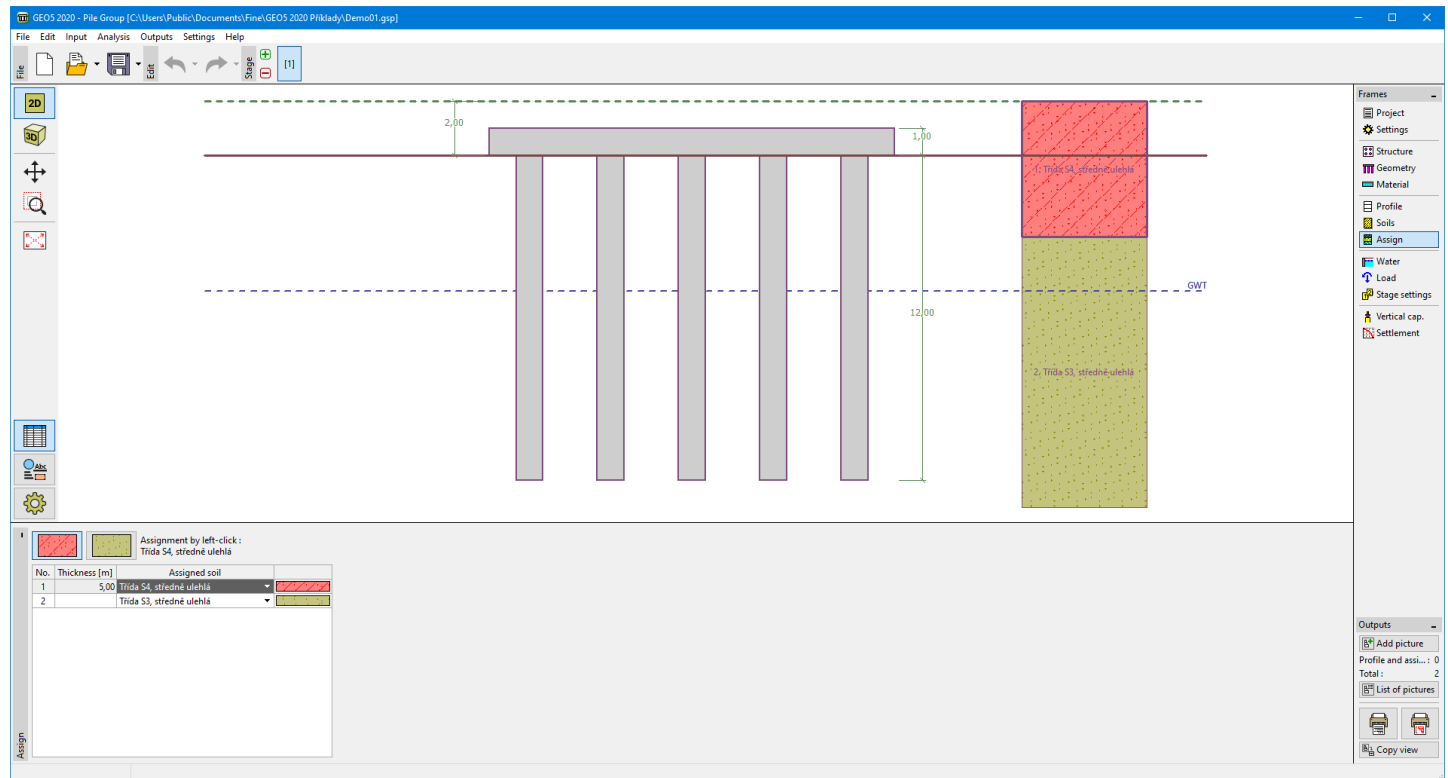 GEO5 2020 - Pile Group [C:\Users\Public\Documents\Fine\GEO5 2020 Příklady\Demo01.gsp]
File Edit Input Analysis Outputs Settings Help
File
Edit
Stage
[1]
2D
3D
Abc
2,00
1,00
12,00
1. Třída S4, středně ulehlá
GWT
2. Třída S3, středně ulehlá
Frames
Project
Settings
Structure
Geometry
Material
Profile
Soils
Assign
Water
Load
Stage settings
Vertical cap.
Settlement
Assign
Assignment by left-click :
Třída S4, středně ulehlá
No. Thickness [m] Assigned soil
1 5,00 Třída S4, středně ulehlá
2 Třída S3, středně ulehlá
Outputs
Add picture
Profile and assi... : 0
Total : 2
List of pictures
Copy view